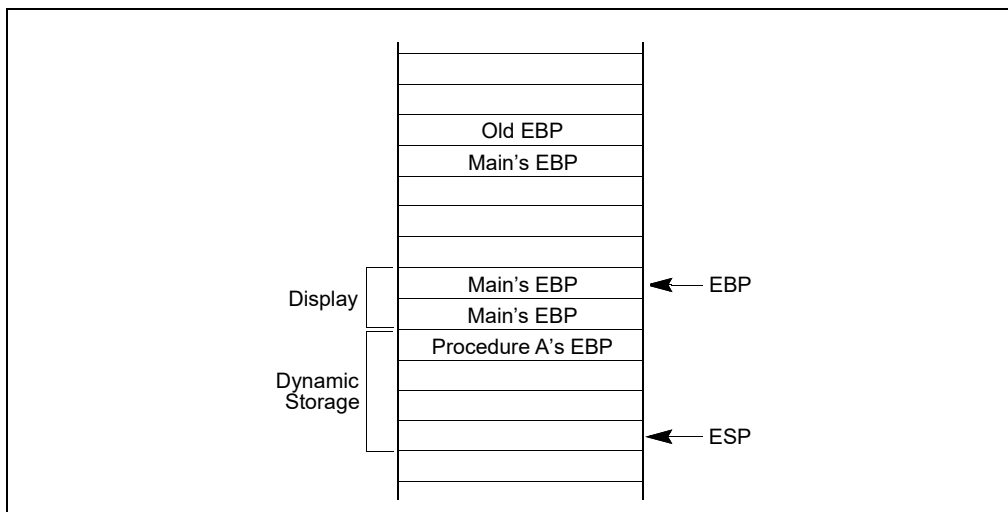 Old EBP
Main’s EBP
Main’s EBP
EBP
Display
Main’s EBP
Procedure A’s EBP
Dynamic
Storage
ESP